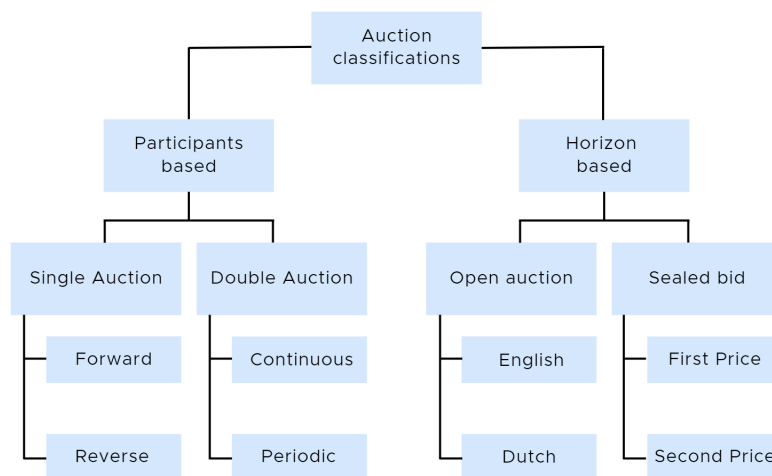 Auction
classifications
Participants
based
Horizon
based
Single Auction
Double Auction
Open auction
Sealed bid
Forward
Continuous
English
First Price
Reverse
Periodic
Dutch
Second Price